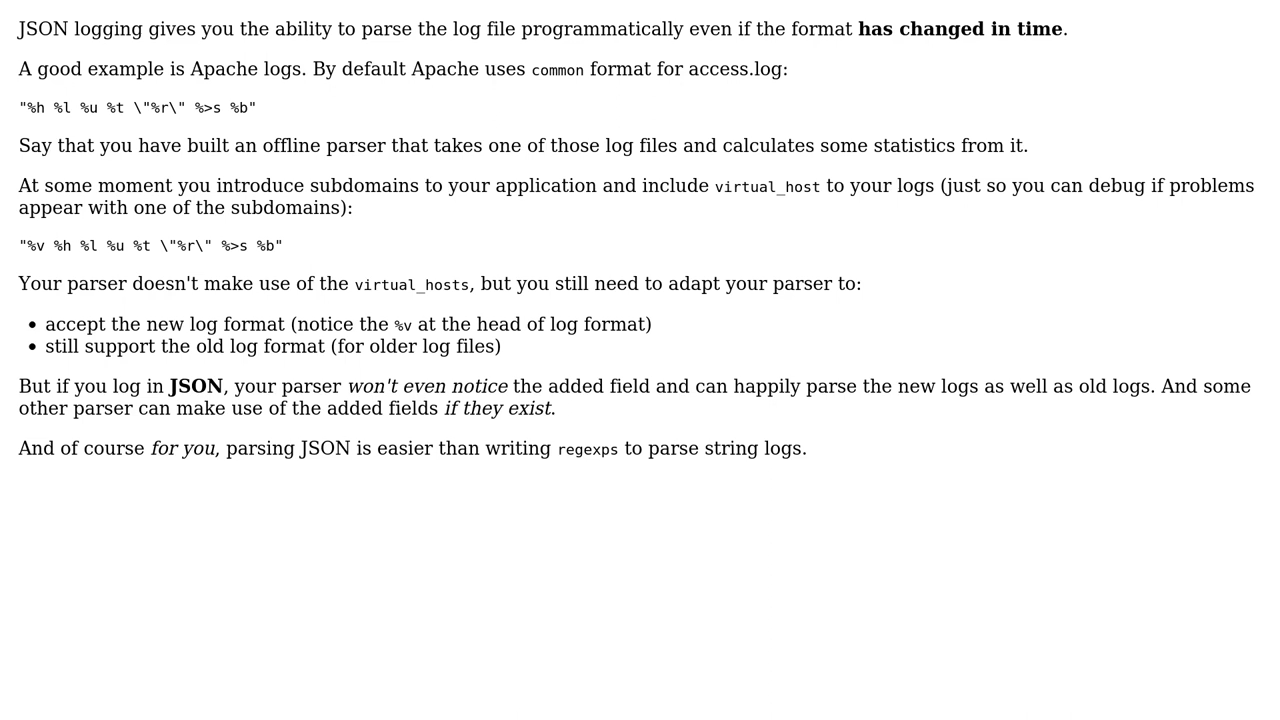 JSON logging gives you the ability to parse the log file programmatically even if the format has changed in time.
A good example is Apache logs. By default Apache uses common format for access.log:
"%h %l %u %t \"%r\" %>s %b"
Say that you have built an offline parser that takes one of those log files and calculates some statistics from it.
At some moment you introduce subdomains to your application and include virtual_host to your logs (just so you can debug if problems
appear with one of the subdomains):
"%v %h %l %u %t \"%r\" %>s %b"
Your parser doesn't make use of the virtual_hosts, but you still need to adapt your parser to:
• accept the new log format (notice the %v at the head of log format)
• still support the old log format (for older log files)
But if you log in JSON, your parser won't even notice the added field and can happily parse the new logs as well as old logs. And some
other parser can make use of the added fields if they exist.
And of course for you, parsing JSON is easier than writing regexps to parse string logs.